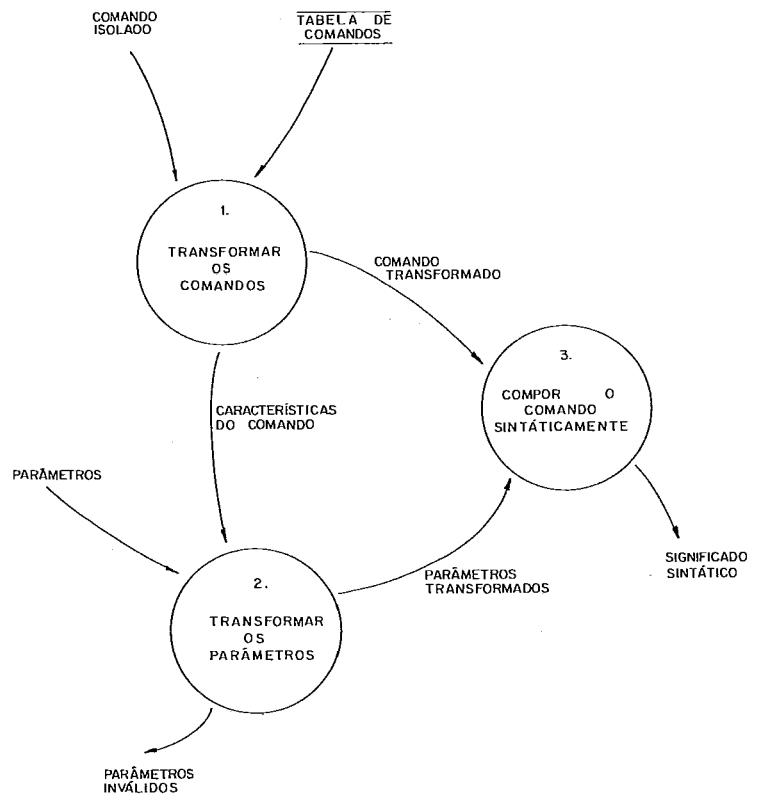 COMANDO
ISOLADO
TABELA DE
COMANDOS
1.
TRANSFORMAR
OS
COMANDOS
COMANDO
TRANSFORMADO
3.
COMPOR O
COMANDO
SINTÁTICAMENTE
CARACTERÍSTICAS
DO COMANDO
PARÂMETROS
2.
TRANSFORMAR
OS
PARÂMETROS
PARÂMETROS
TRANSFORMADOS
SIGNIFICADO
SINTÁTICO
PARÂMETROS
INVÁLIDOS